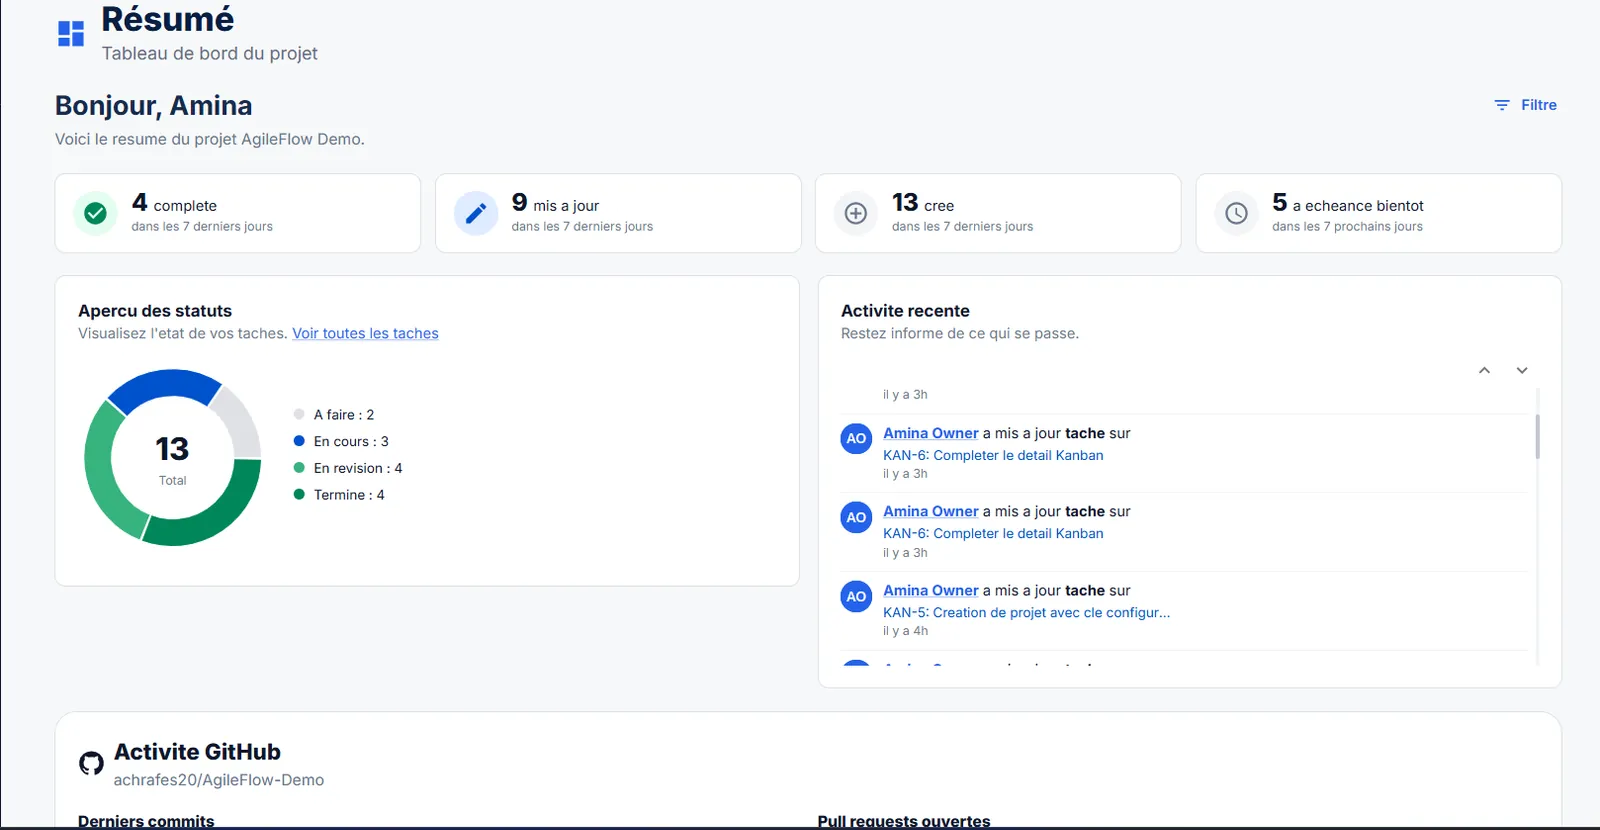 Résumé
Tableau de bord du projet
Bonjour, Amina
Filtre
Voici le resume du projet AgileFlow Demo.
4 complete
dans les 7 derniers jours
9 mis a jour
dans les 7 derniers jours
13 cree
dans les 7 derniers jours
5 a echeance bientot
dans les 7 prochains jours
Apercu des statuts
Visualisez l'etat de vos taches. Voir toutes les taches
13
Total
A faire : 2
En cours : 3
En revision : 4
Termine : 4
Activite recente
Restez informe de ce qui se passe.
il y a 3h
AO
Amina Owner a mis a jour tache sur
KAN-6: Completer le detail Kanban
il y a 3h
AO
Amina Owner a mis a jour tache sur
KAN-6: Completer le detail Kanban
il y a 3h
AO
Amina Owner a mis a jour tache sur
KAN-5: Creation de projet avec cle configur...
il y a 4h
Activite GitHub
achrafes20/AgileFlow-Demo
Derniers commits
Pull requests ouvertes